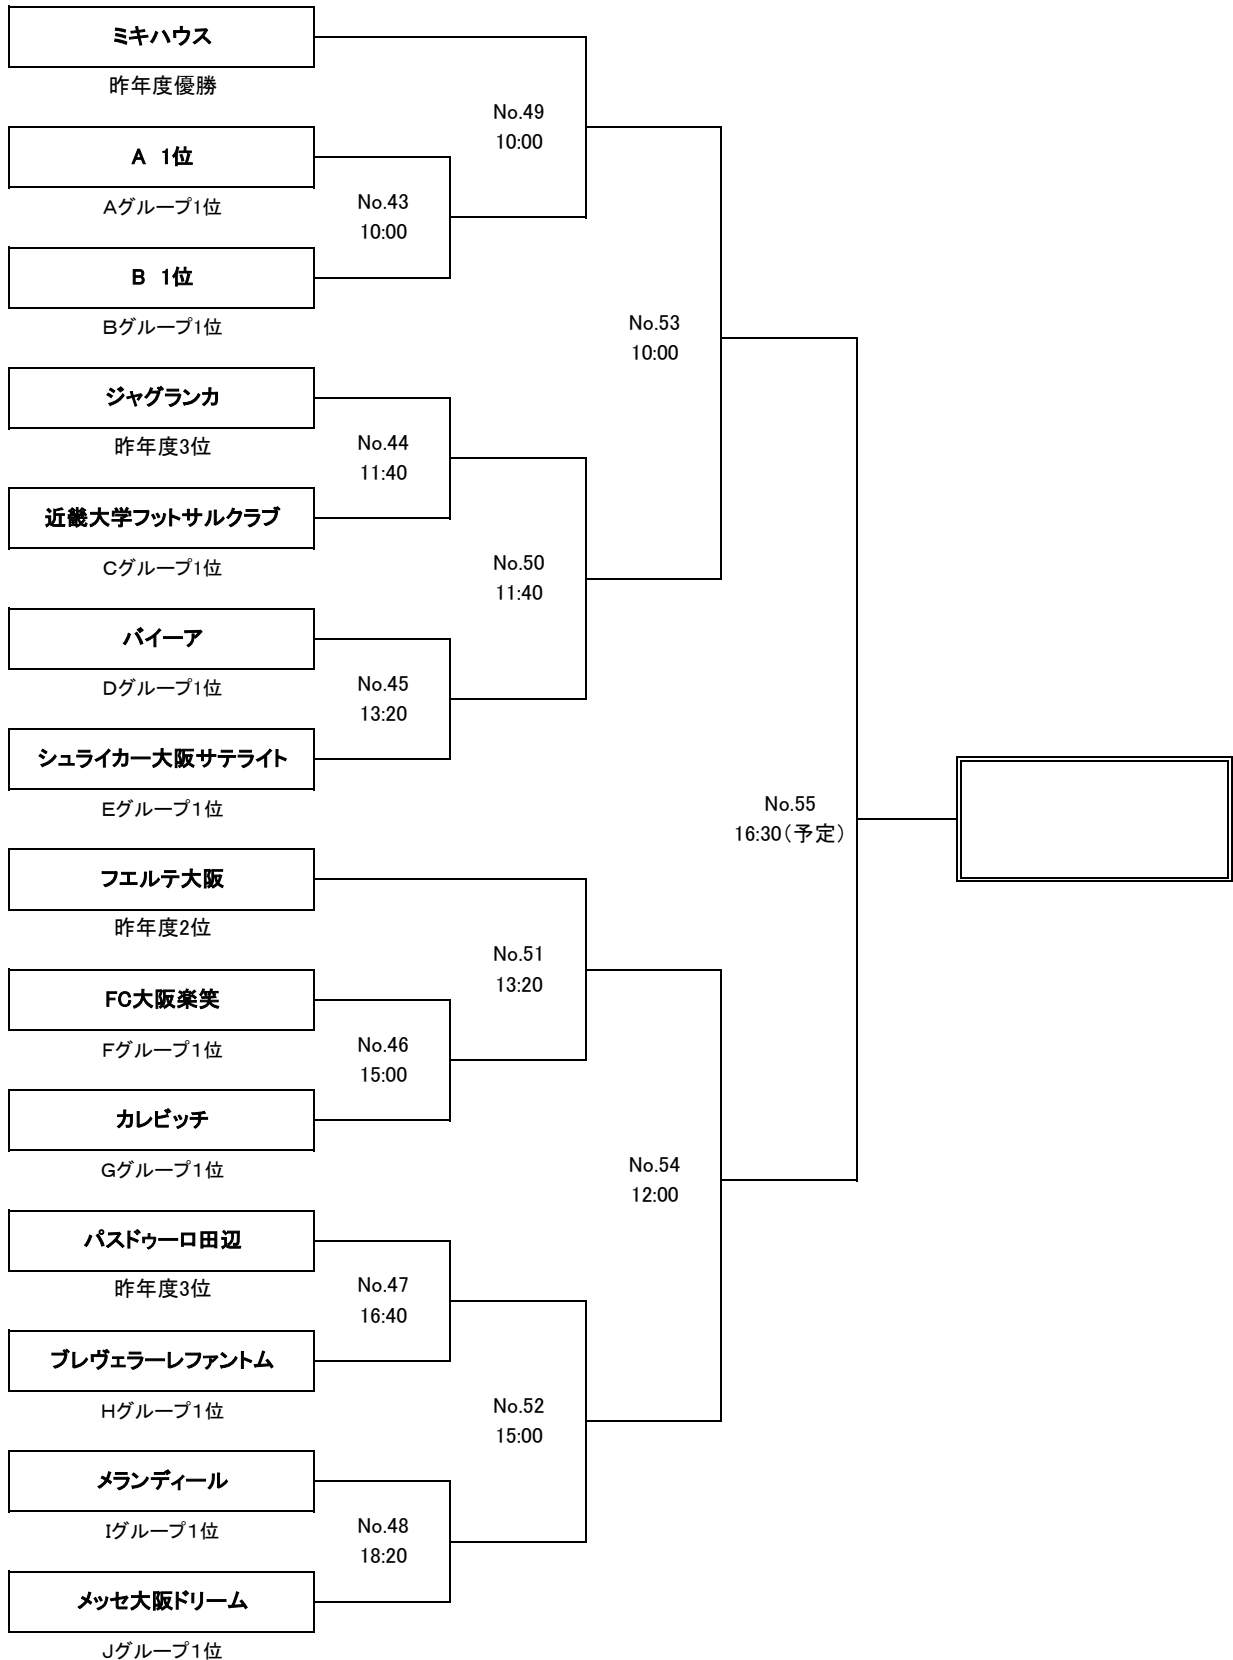 ミキハウス
昨年度優勝
No.49
10:00
A 1位
Aグループ1位
No.43
10:00
B 1位
Bグループ1位
No.53
10:00
ジャグランカ
昨年度3位
No.44
11:40
近畿大学フットサルクラブ
Cグループ1位
No.50
11:40
バイーア
Dグループ1位
No.45
13:20
シュライカー大阪サテライト
Eグループ1位
No.55
16:30(予定)
フエルテ大阪
昨年度2位
No.51
13:20
FC大阪楽笑
Fグループ1位
No.46
15:00
カレビッチ
Gグループ1位
No.54
12:00
パスドゥーロ田辺
昨年度3位
No.47
16:40
ブレヴェラーレファントム
Hグループ1位
No.52
15:00
メランディール
Iグループ1位
No.48
18:20
メッセ大阪ドリーム
Jグループ1位